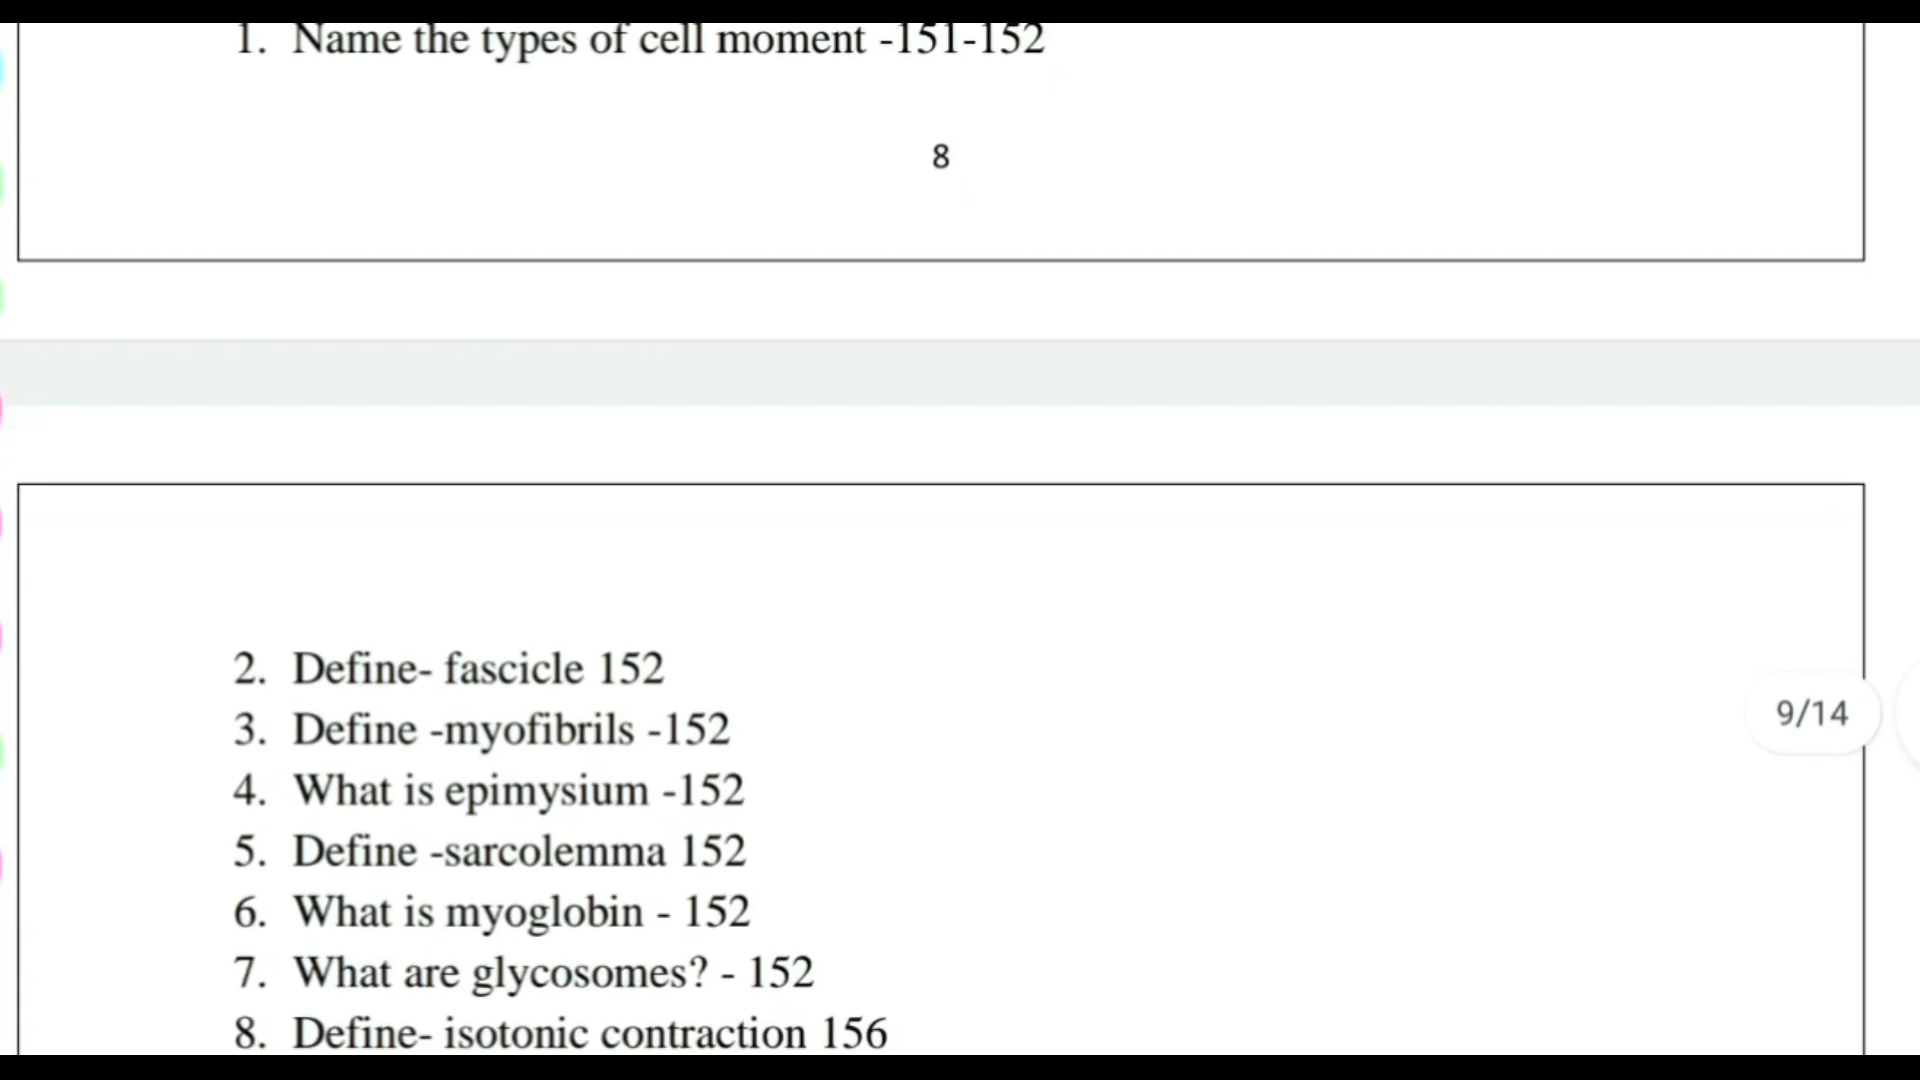 1. Name the types of cell moment -151-152
8
2. Define- fascicle 152
3. Define -myofibrils -152
9/14
4. What is epimysium -152
5. Define -sarcolemma 152
6. What is myoglobin - 152
7. What are glycosomes? - 152
8. Define- isotonic contraction 156